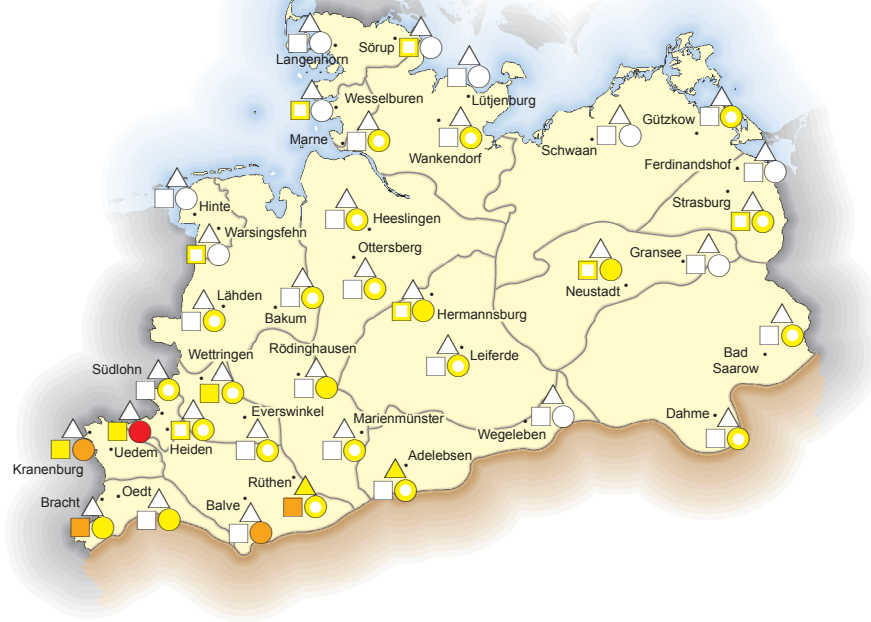 Sörup
Langenhorn
Wesselburen
Lütjenburg
Marne
Wankendorf
Schwaan
Gützkow
Ferdinandshof
Strasburg
Hinte
Heeslingen
Warsingsfehn
Ottersberg
Gransee
Neustadt
Lähden
Bakum
Hermannsburg
Leiferde
Rödinghausen
Wettringen
Südlohn
Bad
Saarow
Everswinkel
Marienmünster
Dahme
Wegeleben
Uedem
Heiden
Kranenburg
Adelebsen
Rüthen
Oedt
Bracht
Balve